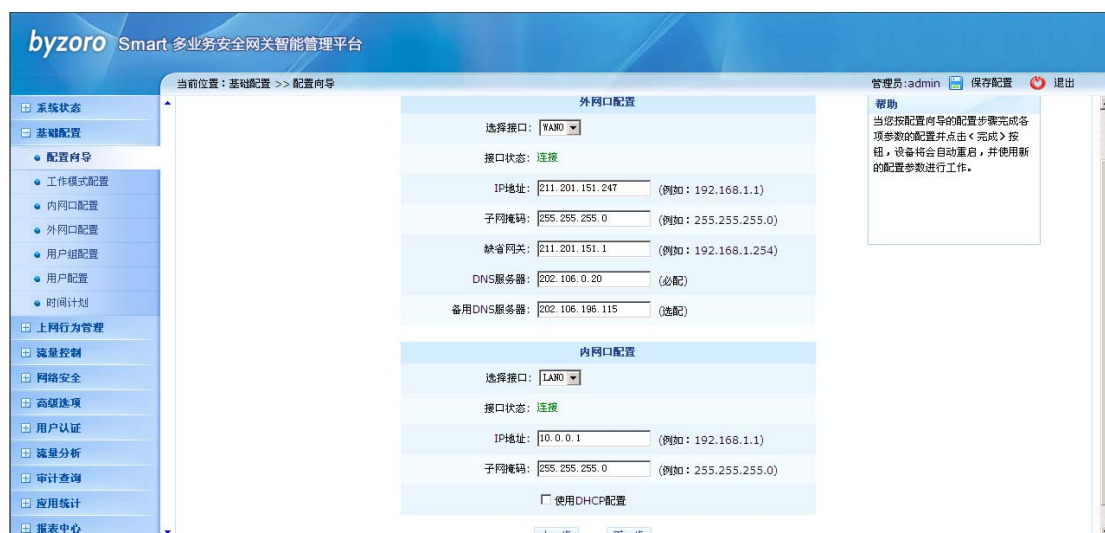 byzoro Smart 多业务安全网关智能管理平台
当前位置：基础配置 >> 配置向导
管理员:admin 保存配置 退出
系统状态
基础配置
配置向导
工作模式配置
内网口配置
外网口配置
用户组配置
用户配置
时间计划
上网行为管理
流量控制
网络安全
高级选项
用户认证
流量分析
审计查询
应用统计
报表中心
外网口配置
选择接口: WAN0
接口状态: 连接
IP地址: 211.201.151.247 (例如：192.168.1.1)
子网掩码: 255.255.255.0 (例如：255.255.255.0)
缺省网关: 211.201.151.1 (例如：192.168.1.254)
DNS服务器: 202.106.0.20 (必配)
备用DNS服务器: 202.106.196.115 (选配)
内网口配置
选择接口: LAN0
接口状态: 连接
IP地址: 10.0.0.1 (例如：192.168.1.1)
子网掩码: 255.255.255.0 (例如：255.255.255.0)
使用DHCP配置
帮助
当您按配置向导的配置步骤完成各
项参数的配置并点击<完成>按
钮，设备将会自动重启，并使用新
的配置参数进行工作。